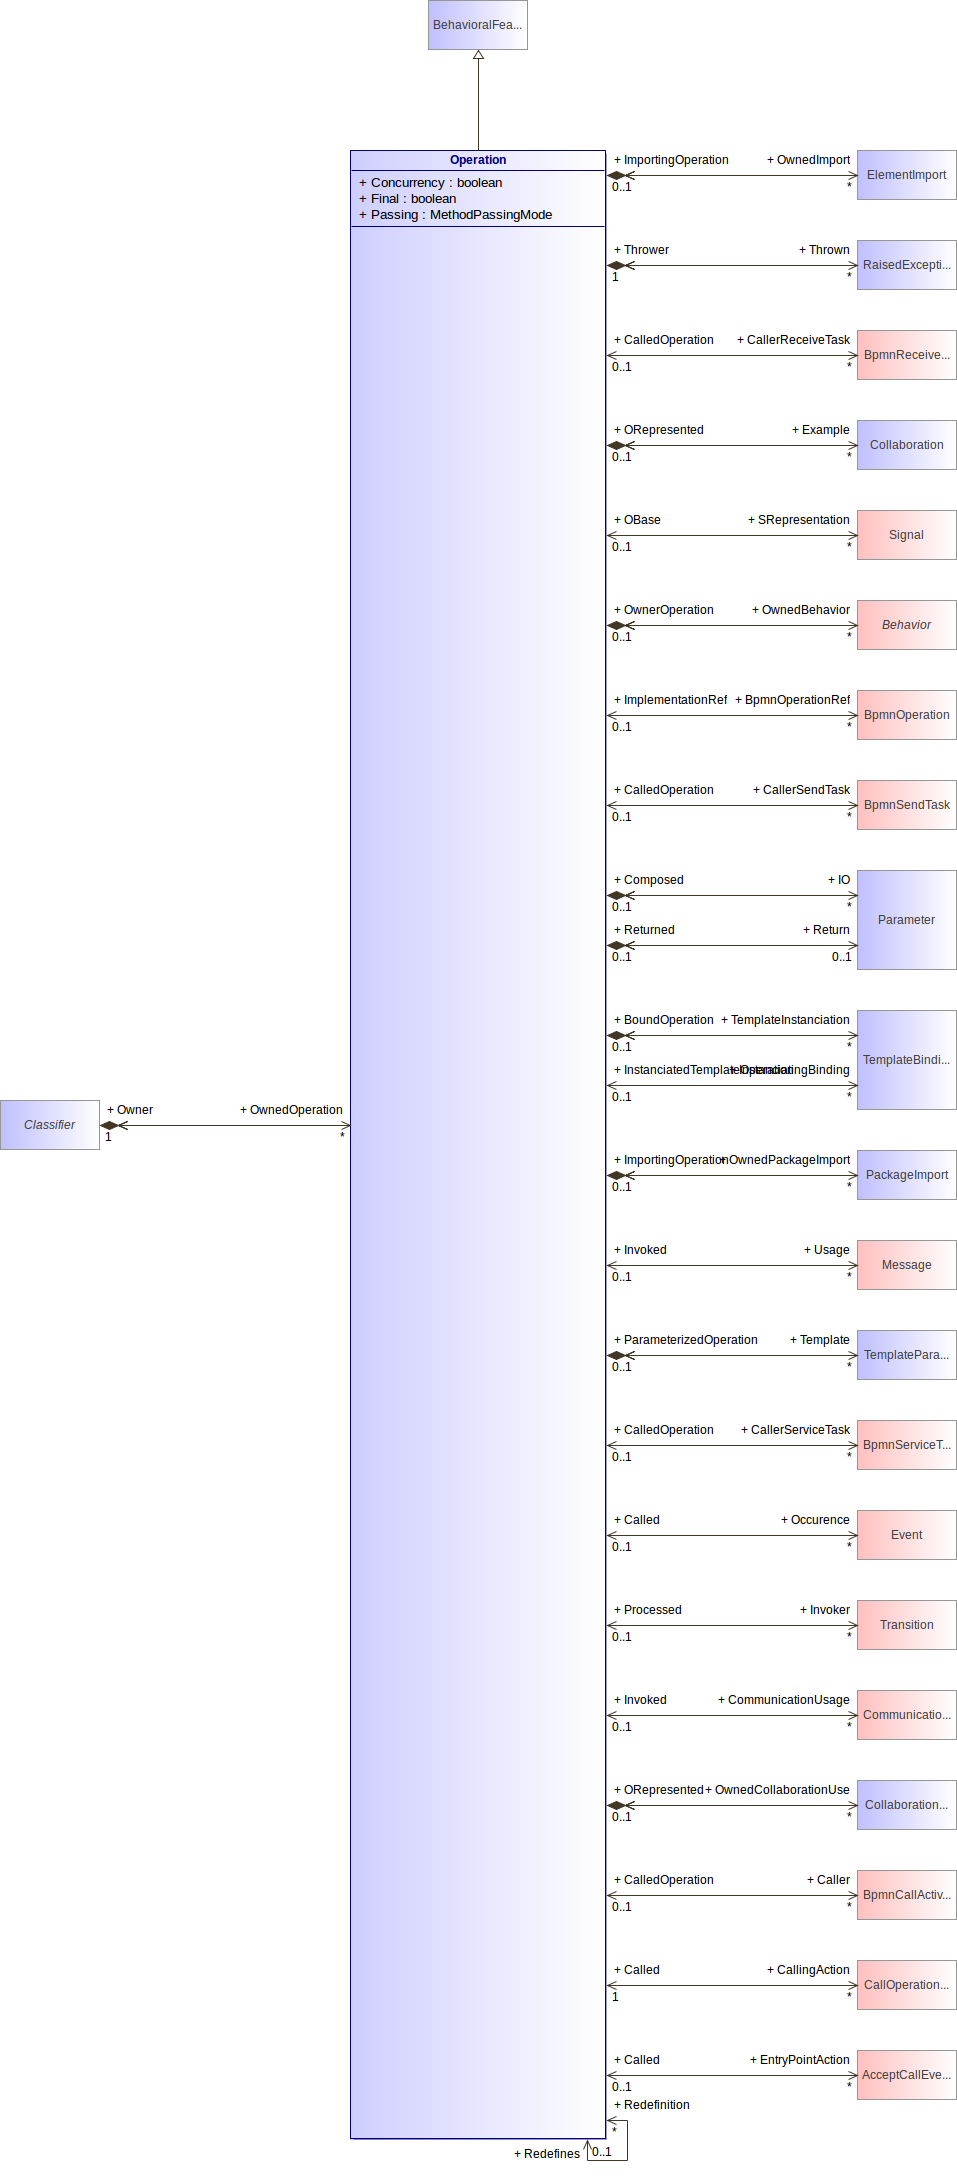 BehavioralFea...
Operation
+ Concurrency : boolean
+ Final : boolean
+ Passing : MethodPassingMode
+ ImportingOperation + OwnedImport
0..1 *
ElementImport
+ Thrower + Thrown
1 *
RaisedExcepti...
+ CalledOperation + CallerReceiveTask
0..1 *
BpmnReceive...
+ ORepresented + Example
0..1 *
Collaboration
+ OBase + SRepresentation
0..1 *
Signal
+ OwnerOperation + OwnedBehavior
0..1 *
Behavior
+ ImplementationRef + BpmnOperationRef
0..1 *
BpmnOperation
+ CalledOperation + CallerSendTask
0..1 *
BpmnSendTask
+ Composed + IO
0..1 *
Parameter
+ Returned + Return
0..1 0..1
+ BoundOperation + TemplateInstanciation
0..1 *
TemplateBindi...
+ InstanciatedTemplateOperation + InstanciatingBinding
0..1 *
Classifier
+ Owner + OwnedOperation
1 *
+ ImportingOperation + OwnedPackageImport
0..1 *
PackageImport
+ Invoked + Usage
0..1 *
Message
+ ParameterizedOperation + Template
0..1 *
TemplatePara...
+ CalledOperation + CallerServiceTask
0..1 *
BpmnServiceT...
+ Called + Occurence
0..1 *
Event
+ Processed + Invoker
0..1 *
Transition
+ Invoked + CommunicationUsage
0..1 *
Communicatio...
+ ORepresented + OwnedCollaborationUse
0..1 *
Collaboration...
+ CalledOperation + Caller
0..1 *
BpmnCallActiv...
+ Called + CallingAction
1 *
CallOperation...
+ Called + EntryPointAction
0..1 *
AcceptCallEve...
+ Redefinition
*
+ Redefines 0..1